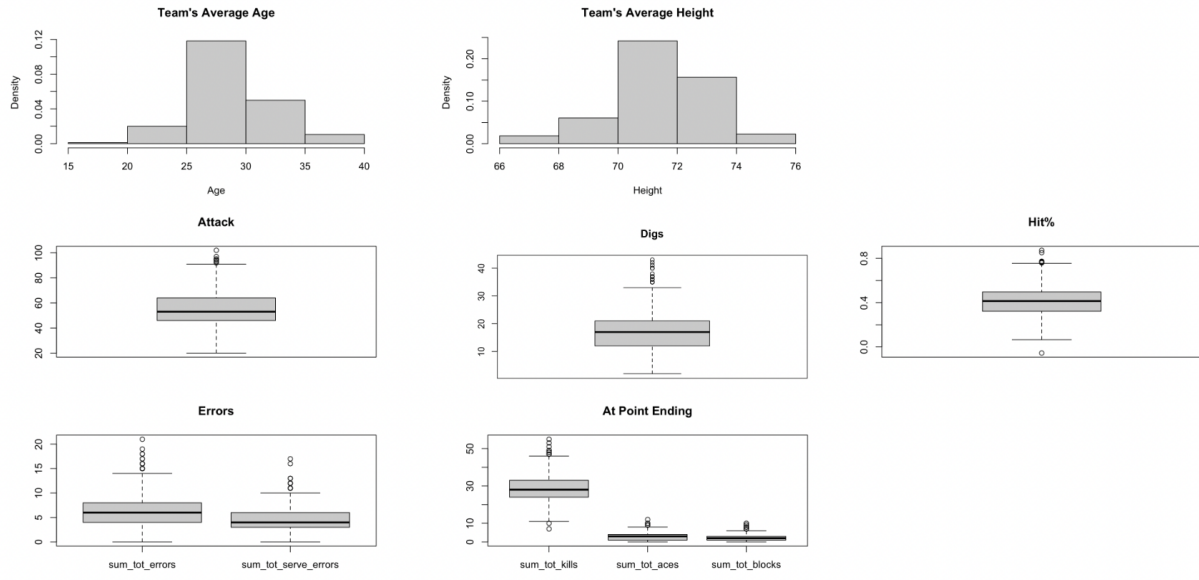 Team's Average Age
Density
0.00 0.04 0.08 0.12
15 20 25 30 35 40
Age
Team's Average Height
Density
0.00 0.10 0.20
66 68 70 72 74 76
Height
Attack
20 40 60 80 100
Digs
10 20 30 40
Hit%
0.0 0.4 0.8
Errors
0 5 10 15 20
sum_tot_errors sum_tot_serve_errors
At Point Ending
0 10 30 50
sum_tot_kills sum_tot_aces sum_tot_blocks